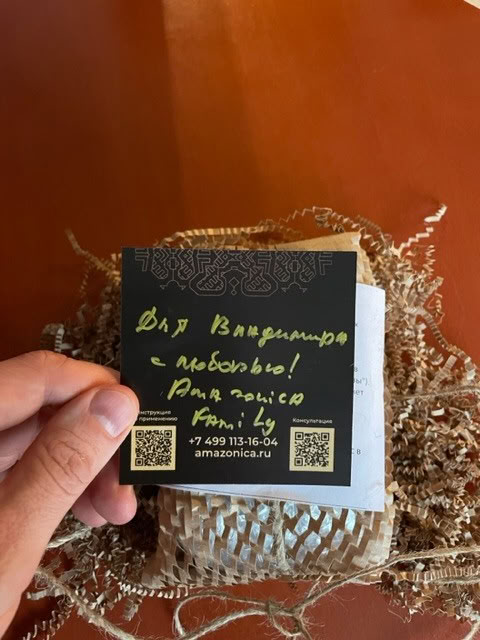 Для Владимира
с любовью!
Amazonica
Family
Инструкция
по применению
Консультация
+7 499 113-16-04
amazonica.ru